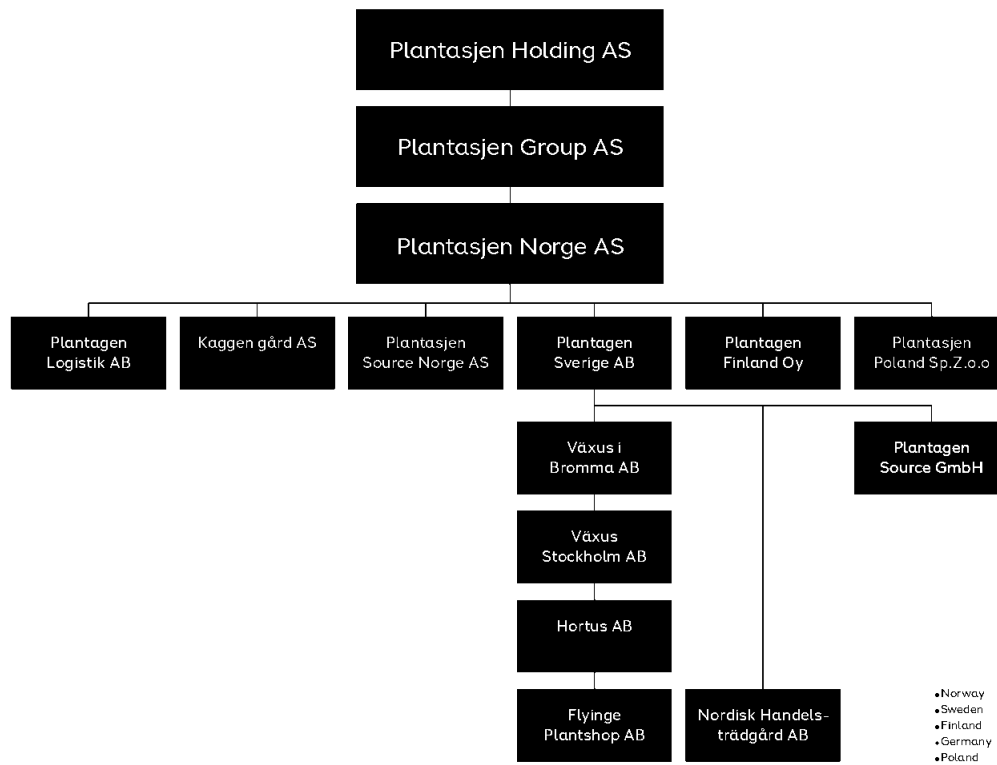 Plantasjen Holding AS
Plantasjen Group AS
Plantasjen Norge AS
Plantagen
Logistik AB
Kaggen gård AS
Plantasjen
Source Norge AS
Plantagen
Sverige AB
Plantagen
Finland Oy
Plantasjen
Poland Sp.Z.o.o
Växus i
Bromma AB
Plantagen
Source GmbH
Växus
Stockholm AB
Hortus AB
Flyinge
Plantshop AB
Nordisk Handels-
trädgård AB
•Norway
•Sweden
•Finland
•Germany
•Poland